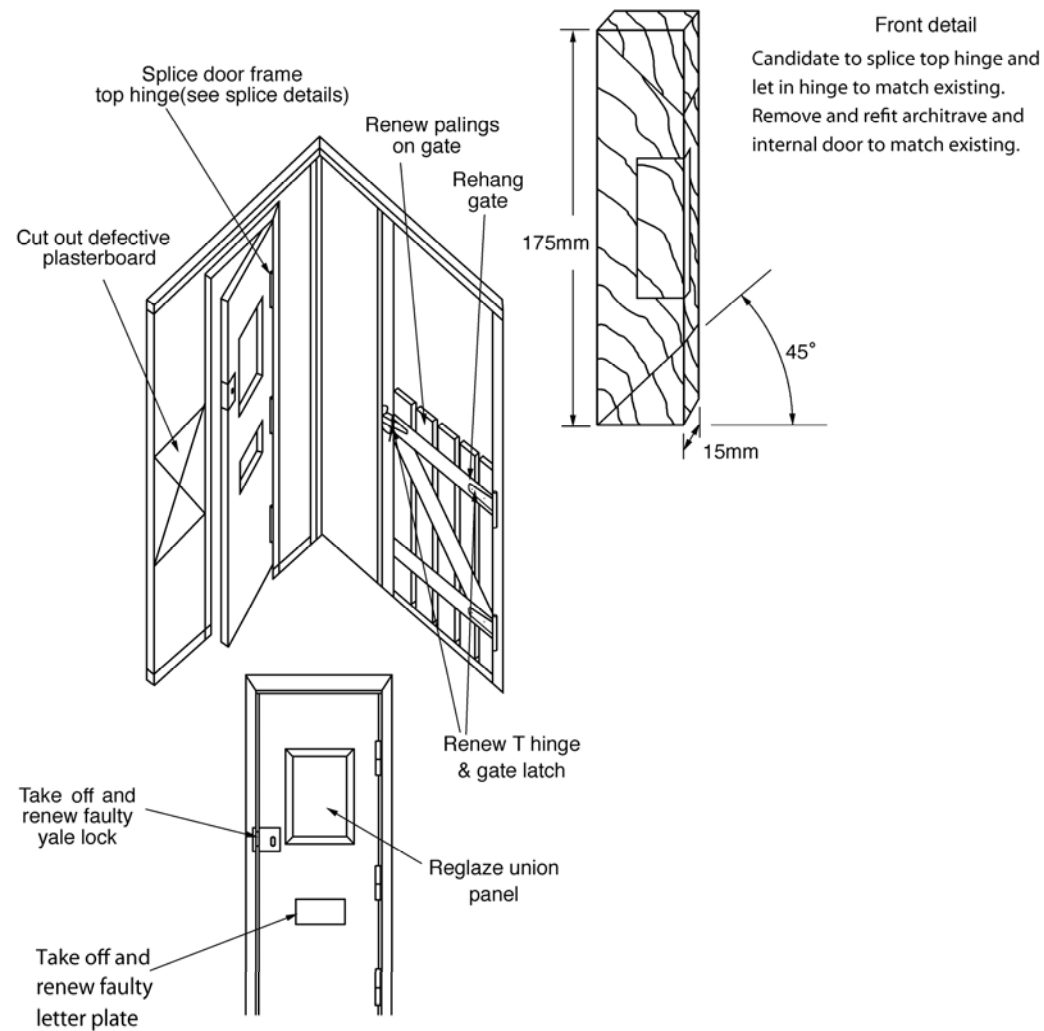 Splice door frame
top hinge(see splice details)
Renew palings
on gate
Rehang
gate
Cut out defective
plasterboard
Front detail
Candidate to splice top hinge and
let in hinge to match existing.
Remove and refit architrave and
internal door to match existing.
175mm
45°
15mm
Renew T hinge
& gate latch
Take off and
renew faulty
yale lock
Reglaze union
panel
Take off and
renew faulty
letter plate